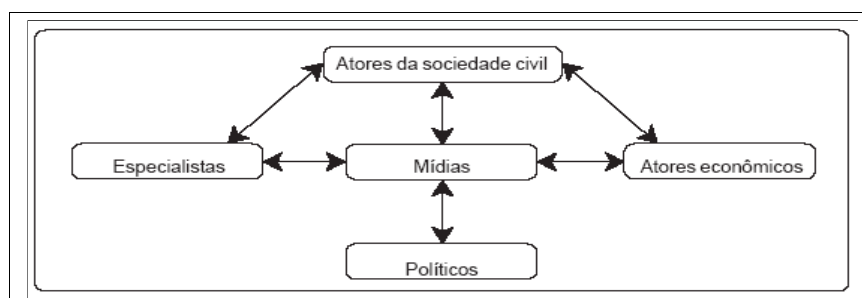 Atores da sociedade civil
Especialistas
Mídias
Atores econômicos
Políticos